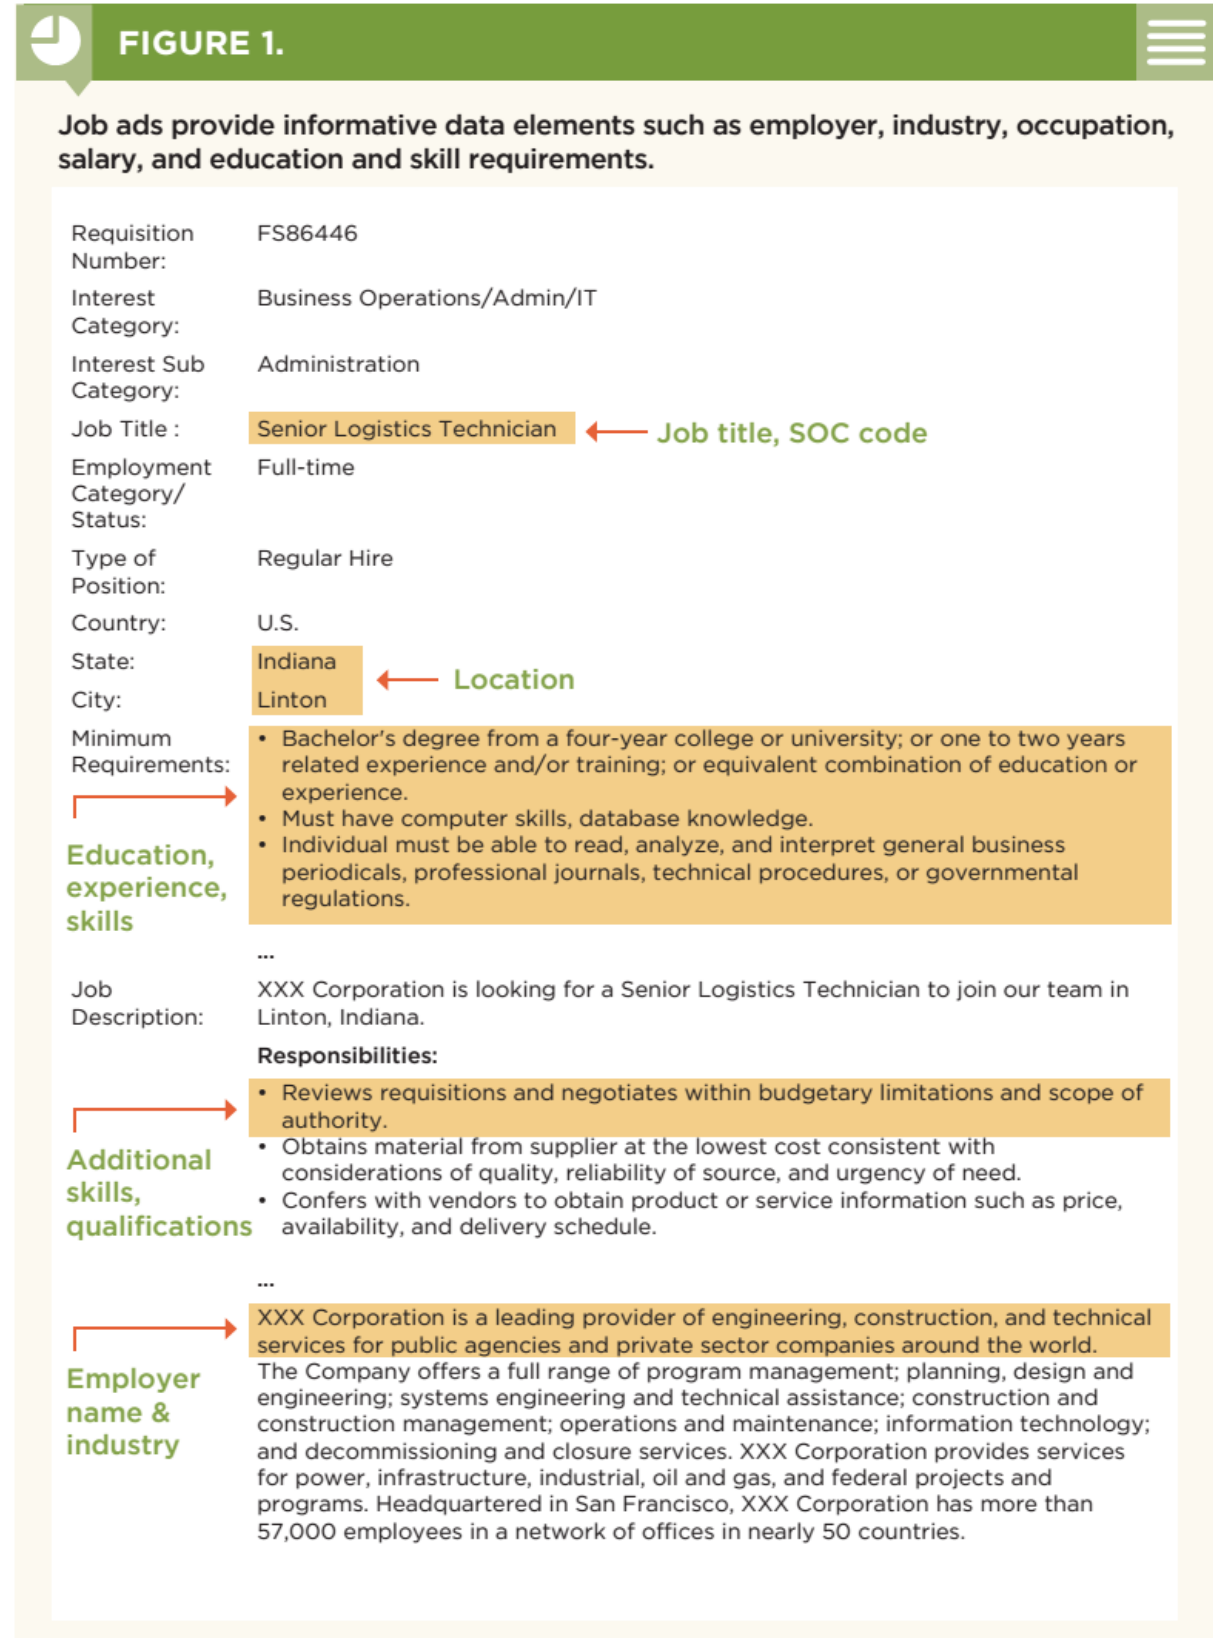 FIGURE 1.
Job ads provide informative data elements such as employer, industry, occupation,
salary, and education and skill requirements.
Requisition
Number:
FS86446
Interest
Category:
Business Operations/Admin/IT
Interest Sub
Category:
Administration
Job Title :
Senior Logistics Technician
Job title, SOC code
Employment
Category/
Status:
Full-time
Type of
Position:
Regular Hire
Country:
U.S.
State:
Indiana
City:
Linton
Location
Minimum
Requirements:
• Bachelor's degree from a four-year college or university; or one to two years
related experience and/or training; or equivalent combination of education or
experience.
• Must have computer skills, database knowledge.
• Individual must be able to read, analyze, and interpret general business
periodicals, professional journals, technical procedures, or governmental
regulations.
Education,
experience,
skills
...
Job
Description:
XXX Corporation is looking for a Senior Logistics Technician to join our team in
Linton, Indiana.
Responsibilities:
• Reviews requisitions and negotiates within budgetary limitations and scope of
authority.
• Obtains material from supplier at the lowest cost consistent with
considerations of quality, reliability of source, and urgency of need.
• Confers with vendors to obtain product or service information such as price,
availability, and delivery schedule.
Additional
skills,
qualifications
...
XXX Corporation is a leading provider of engineering, construction, and technical
services for public agencies and private sector companies around the world.
The Company offers a full range of program management; planning, design and
engineering; systems engineering and technical assistance; construction and
construction management; operations and maintenance; information technology;
and decommissioning and closure services. XXX Corporation provides services
for power, infrastructure, industrial, oil and gas, and federal projects and
programs. Headquartered in San Francisco, XXX Corporation has more than
57,000 employees in a network of offices in nearly 50 countries.
Employer
name &
industry